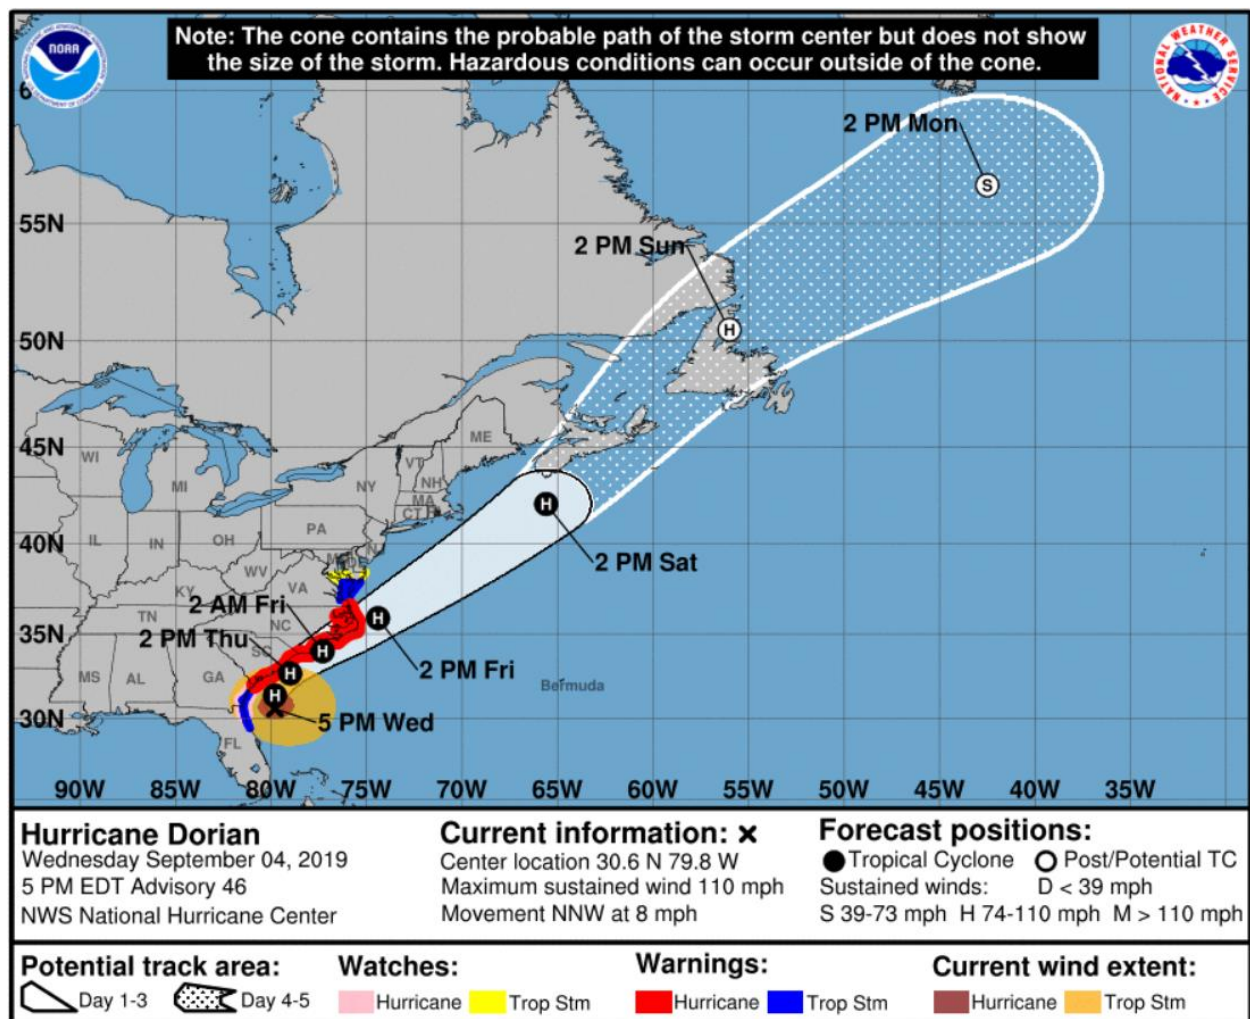 Note: The cone contains the probable path of the storm center but does not show
the size of the storm. Hazardous conditions can occur outside of the cone.
NOAA
NATIONAL WEATHER SERVICE
2 PM Mon
S
55N
2 PM Sun
H
50N
45N
WI
MI
NY
VT
NH
ME
MA
CT
H
2 PM Sat
40N
IL
IN
OH
PA
WV
VA
KY
TN
NC
2 AM Fri
35N
2 PM Thu
SC
H
H
2 PM Fri
MS
AL
GA
H
H
Bermuda
30N
5 PM Wed
FL
90W 85W 80W 75W 70W 65W 60W 55W 50W 45W 40W 35W
Hurricane Dorian
Wednesday September 04, 2019
5 PM EDT Advisory 46
NWS National Hurricane Center
Current information: x
Center location 30.6 N 79.8 W
Maximum sustained wind 110 mph
Movement NNW at 8 mph
Forecast positions:
Tropical Cyclone Post/Potential TC
Sustained winds: D < 39 mph
S 39-73 mph H 74-110 mph M > 110 mph
Potential track area:
Day 1-3 Day 4-5
Watches:
Hurricane Trop Stm
Warnings:
Hurricane Trop Stm
Current wind extent:
Hurricane Trop Stm